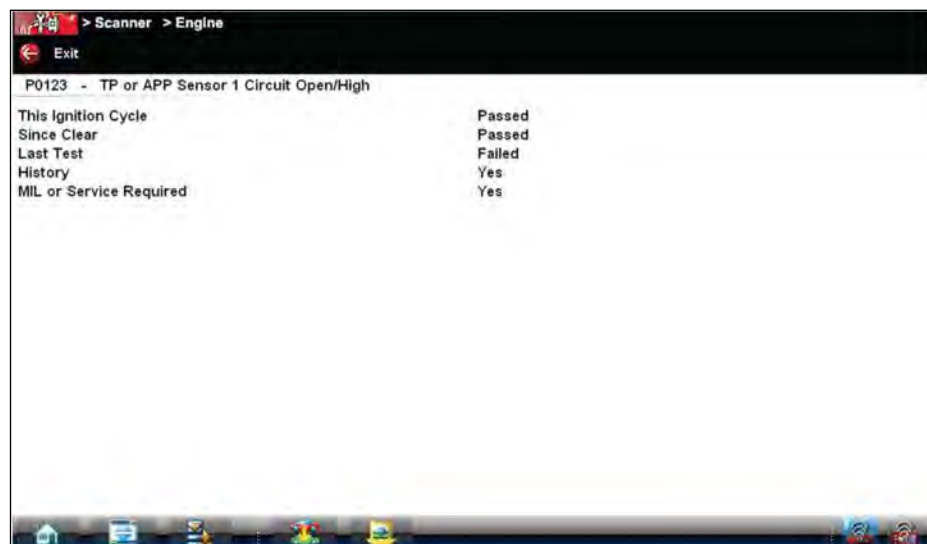 > Scanner > Engine
Exit
P0123 - TP or APP Sensor 1 Circuit Open/High
This Ignition Cycle Passed
Since Clear Passed
Last Test Failed
History Yes
MIL or Service Required Yes